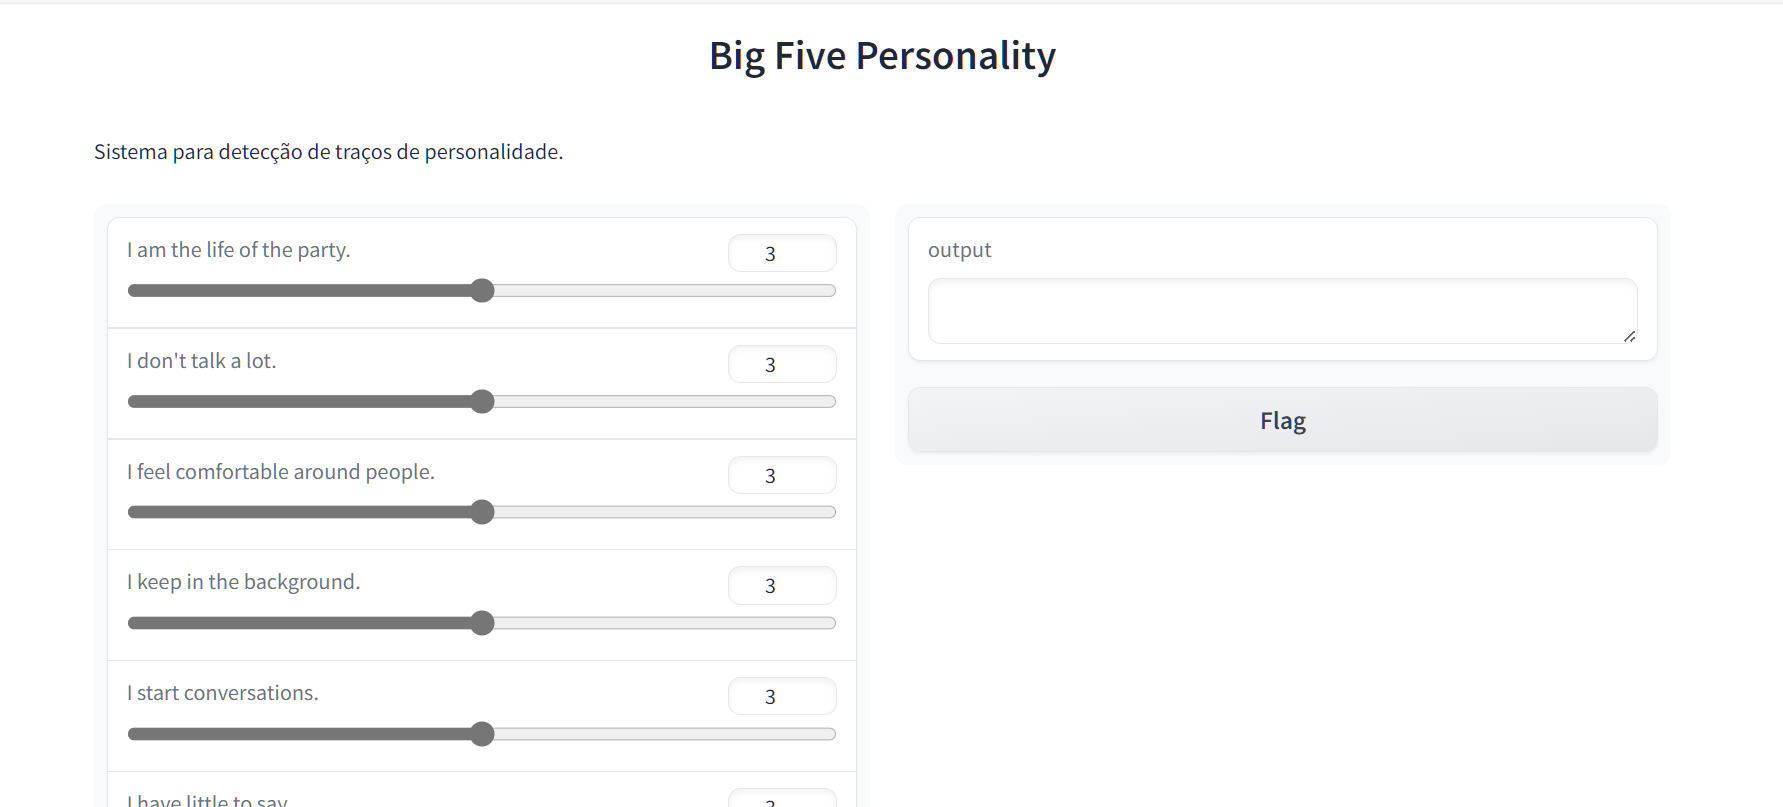 Big Five Personality
Sistema para detecção de traços de personalidade.
I am the life of the party.
3
I don't talk a lot.
3
I feel comfortable around people.
3
I keep in the background.
3
I start conversations.
3
I have little to say.
3
output
Flag